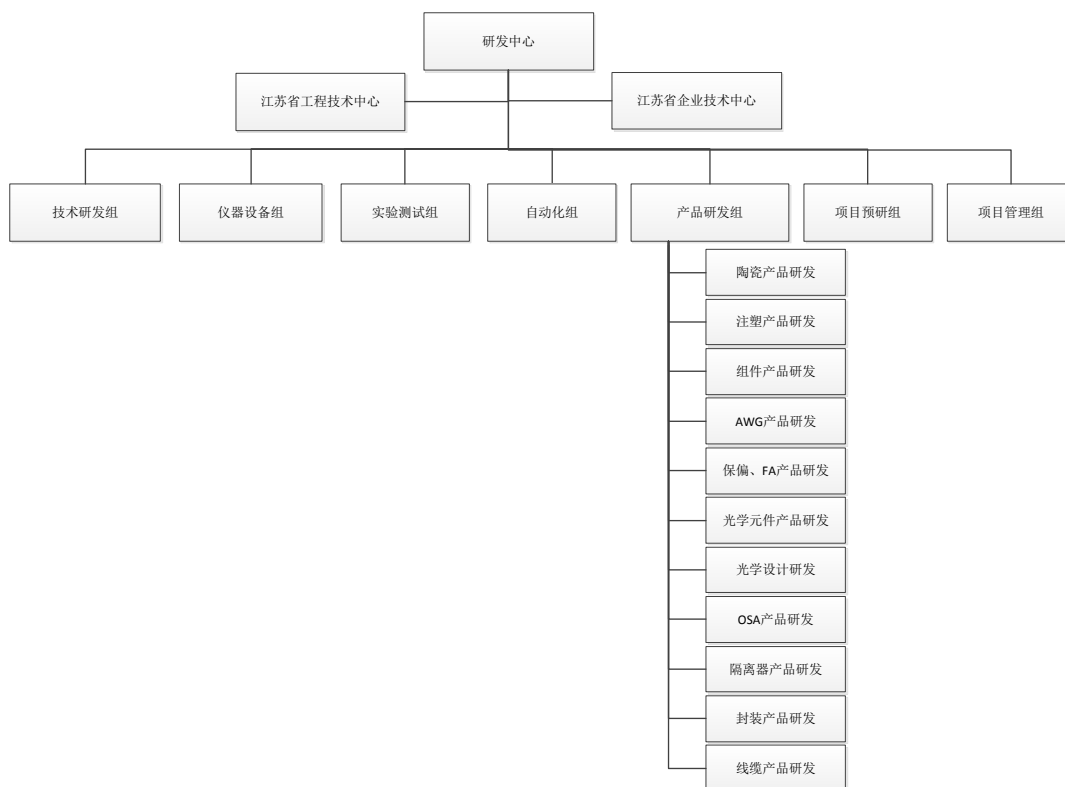 研发中心
江苏省工程技术中心
江苏省企业技术中心
技术研发组
仪器设备组
实验测试组
自动化组
产品研发组
项目预研组
项目管理组
陶瓷产品研发
注塑产品研发
组件产品研发
AWG产品研发
保偏、FA产品研发
光学元件产品研发
光学设计研发
OSA产品研发
隔离器产品研发
封装产品研发
线缆产品研发